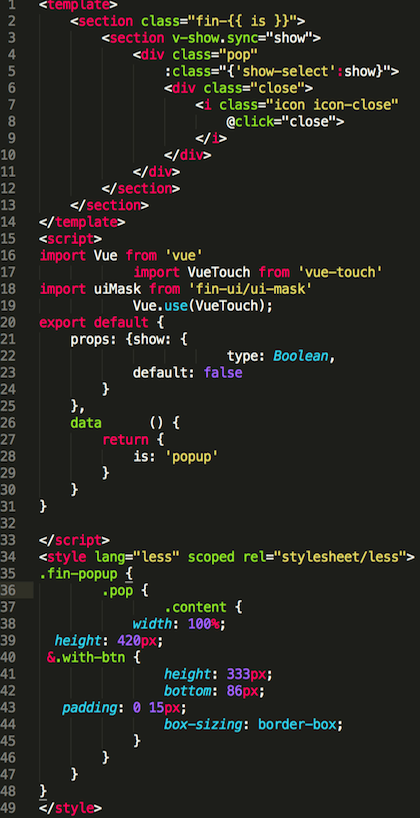 1 <template>
2     <section class="fin-{{ is }}">
3         <section v-show.sync="show">
4             <div class="pop"
5                 :class="{'show-select':show}">
6                 <div class="close">
7                     <i class="icon icon-close"
8                         @click="close">
9                     </i>
10                 </div>
11             </div>
12         </section>
13     </section>
14 </template>
15 <script>
16 import Vue from 'vue'
17             import VueTouch from 'vue-touch'
18 import uiMask from 'fin-ui/ui-mask'
19             Vue.use(VueTouch);
20 export default {
21     props: {show: {
22                         type: Boolean,
23             default: false
24         }
25     },
26     data      () {
27         return {
28             is: 'popup'
29         }
30     }
31 }
32
33 </script>
34 <style lang="less" scoped rel="stylesheet/less">
35 .fin-popup {
36         .pop {
37                 .content {
38             width: 100%;
39   height: 420px;
40  &.with-btn {
41                 height: 333px;
42                 bottom: 86px;
43    padding: 0 15px;
44                 box-sizing: border-box;
45             }
46         }
47     }
48 }
49 </style>